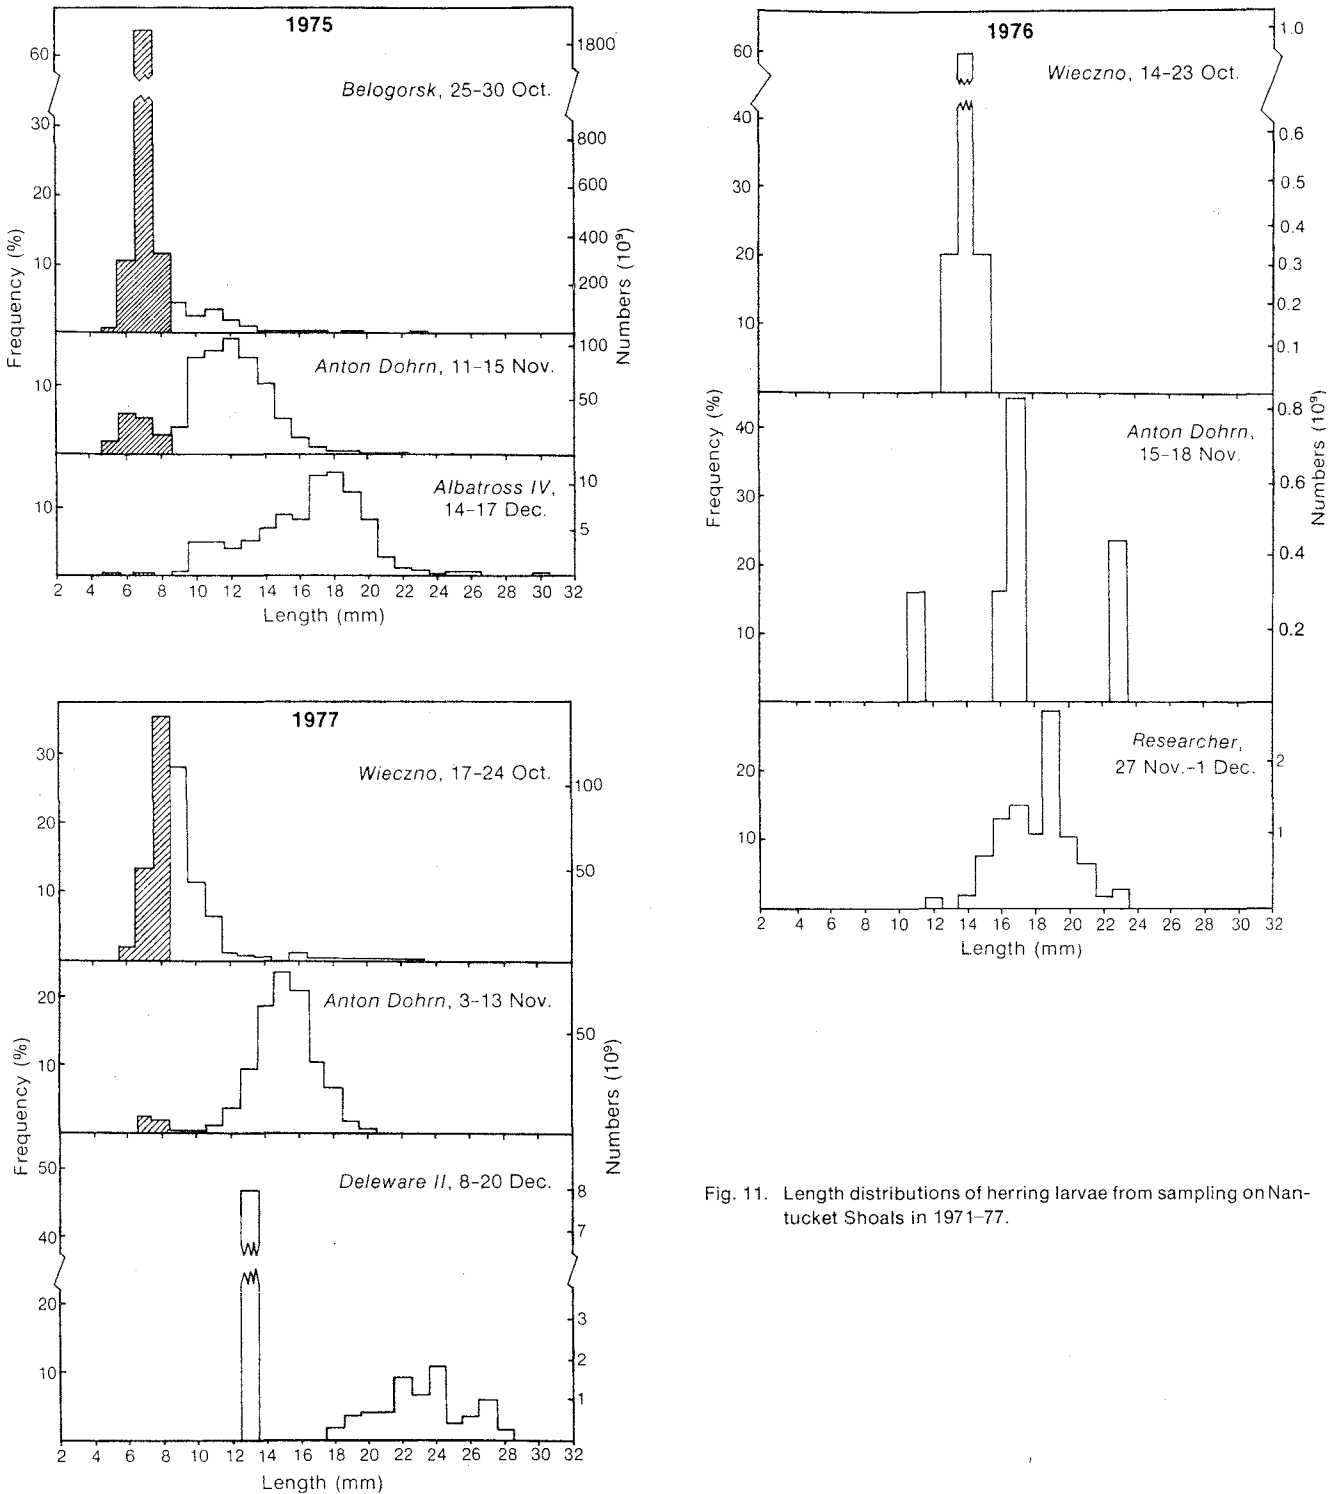 1975
Belogorsk, 25-30 Oct.
60
30
20
10
1800
800
600
400
200
Anton Dohrn, 11-15 Nov.
10
100
50
Albatross IV,
14-17 Dec.
10
10
5
Frequency (%)
Numbers (10⁹)
2 4 6 8 10 12 14 16 18 20 22 24 26 28 30 32
Length (mm)
1976
Wieczno, 14-23 Oct.
60
40
30
20
10
1.0
0.6
0.5
0.4
0.3
0.2
0.1
Anton Dohrn,
15-18 Nov.
40
30
20
10
0.8
0.6
0.4
0.2
Researcher,
27 Nov.-1 Dec.
20
10
2
1
Frequency (%)
Numbers (10⁹)
2 4 6 8 10 12 14 16 18 20 22 24 26 28 30 32
Length (mm)
1977
Wieczno, 17-24 Oct.
30
20
10
100
50
Anton Dohrn, 3-13 Nov.
20
10
50
Deleware II, 8-20 Dec.
50
40
20
10
8
7
3
2
1
Frequency (%)
Numbers (10⁹)
2 4 6 8 10 12 14 16 18 20 22 24 26 28 30 32
Length (mm)
Fig. 11. Length distributions of herring larvae from sampling on Nan-
tucket Shoals in 1971-77.